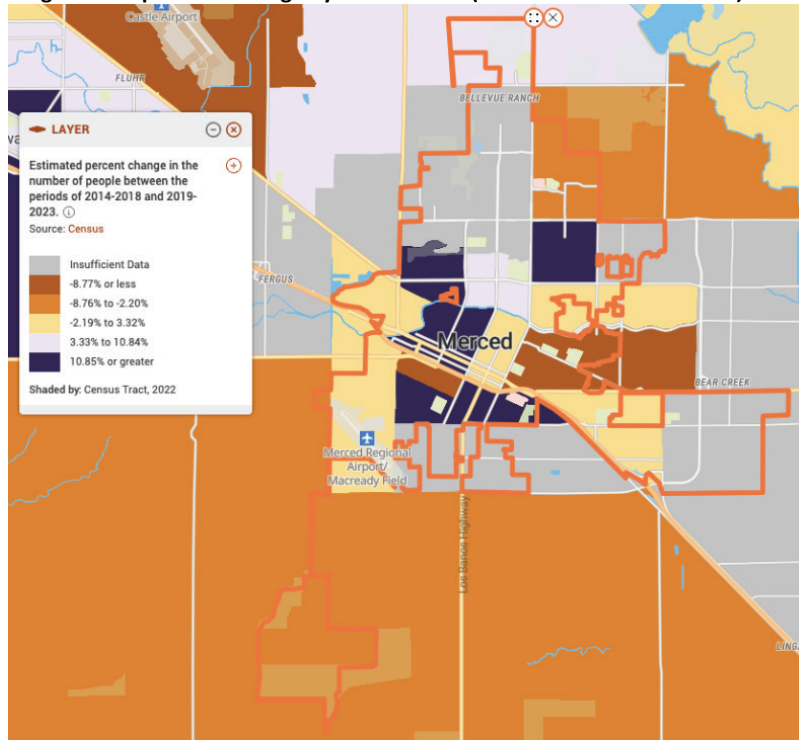 Castle Airport
FLUHR
BELLEVUE RANCH
LAYER
Estimated percent change in the
number of people between the
periods of 2014-2018 and 2019-
2023.
Source: Census
Insufficient Data
-8.77% or less
-8.76% to -2.20%
-2.19% to 3.32%
3.33% to 10.84%
10.85% or greater
Shaded by: Census Tract, 2022
FERGUS
Merced
BEAR CREEK
Merced Regional
Airport/
Macready Field
Los Banos Highway